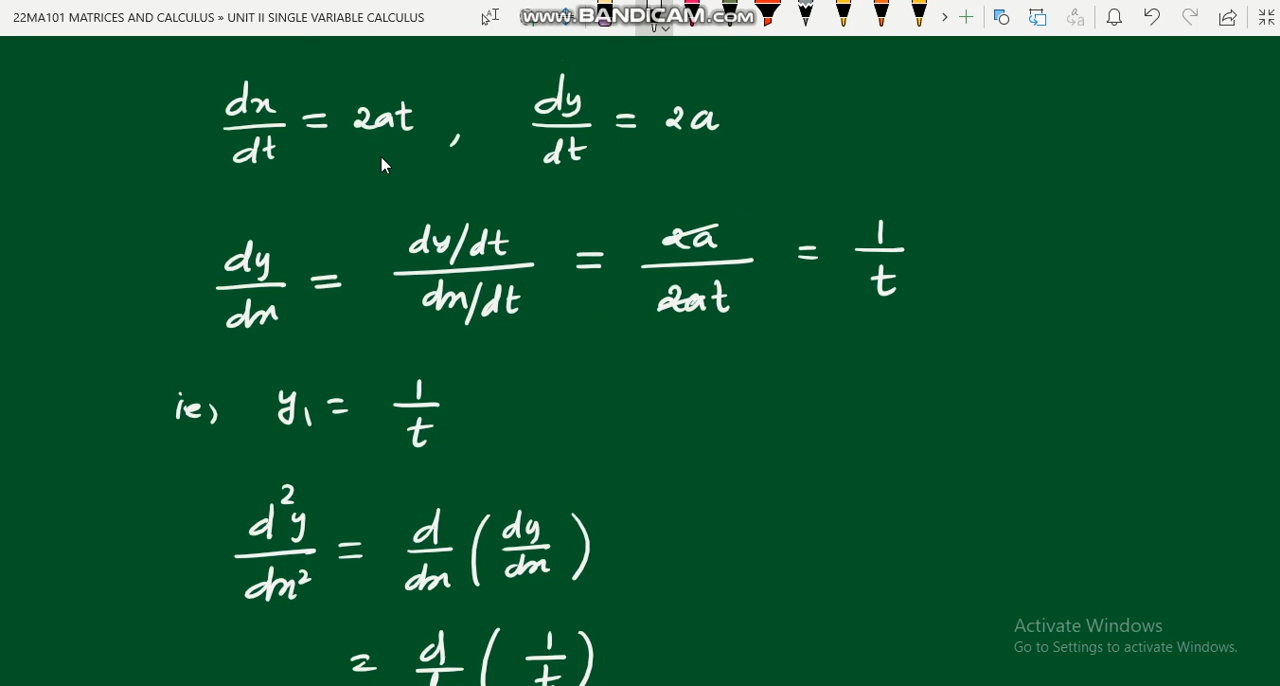 22MA101 MATRICES AND CALCULUS » UNIT II SINGLE VARIABLE CALCULUS
www.BANDICAM.com
dx/dt = 2at , dy/dt = 2a
dy/dx = (dy/dt)/(dx/dt) = 2a/2at = 1/t
ie) y₁ = 1/t
d²y/dx² = d/dx (dy/dx)
= d/ (1/t)
Activate Windows
Go to Settings to activate Windows.